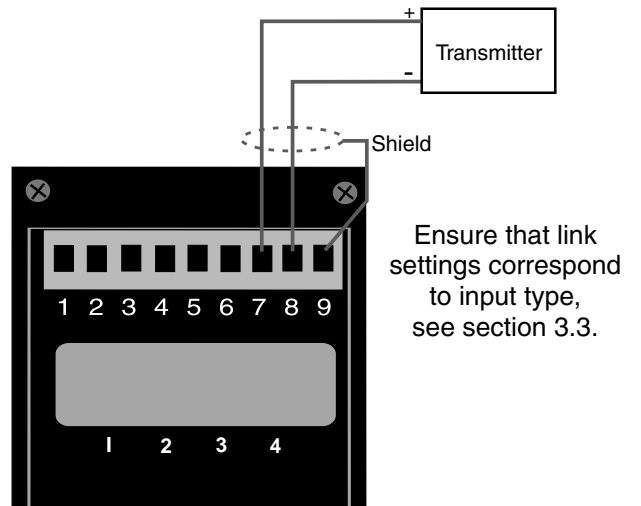 +
Transmitter
-
Shield
Ensure that link
settings correspond
to input type,
see section 3.3.
1 2 3 4 5 6 7 8 9
I 2 3 4